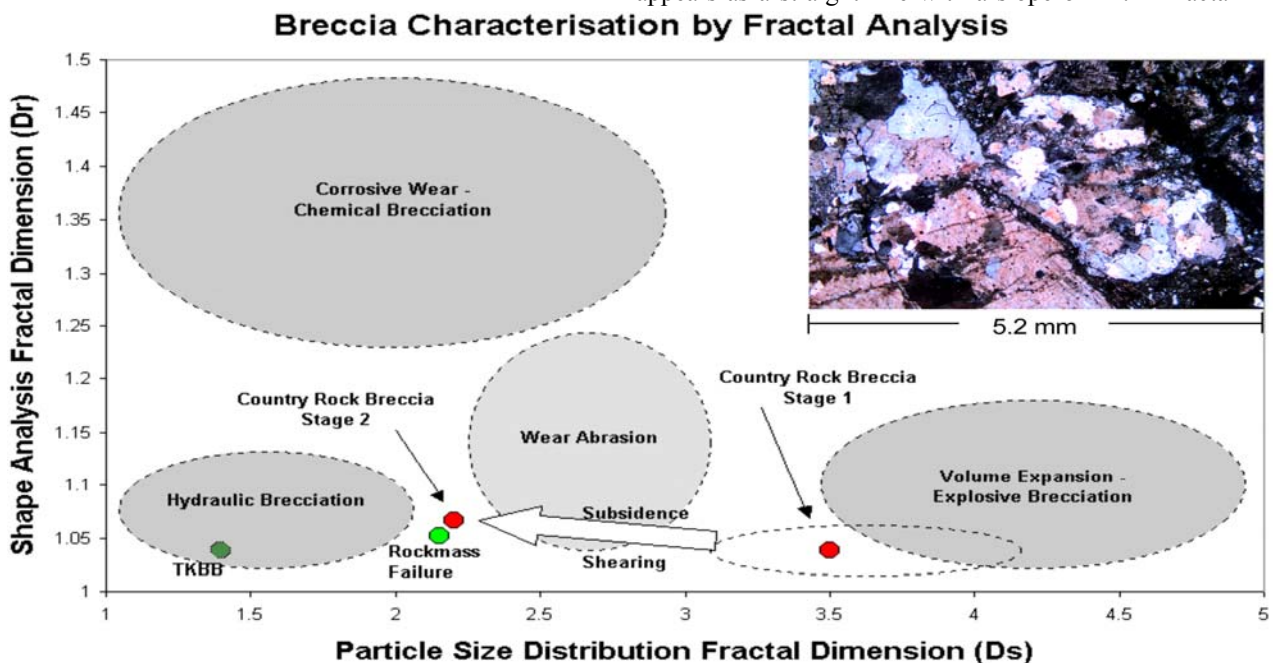 Breccia Characterisation by Fractal Analysis
Shape Analysis Fractal Dimension (Dr)
1.5
1.45
1.4
1.35
1.3
1.25
1.2
1.15
1.1
1.05
1
Corrosive Wear -
Chemical Brecciation
5.2 mm
Country Rock Breccia
Stage 2
Wear Abrasion
Country Rock Breccia
Stage 1
Hydraulic Brecciation
Volume Expansion -
Explosive Brecciation
Subsidence
Shearing
Rockmass
Failure
TKBB
1
1.5
2
2.5
3
3.5
4
4.5
5
Particle Size Distribution Fractal Dimension (Ds)